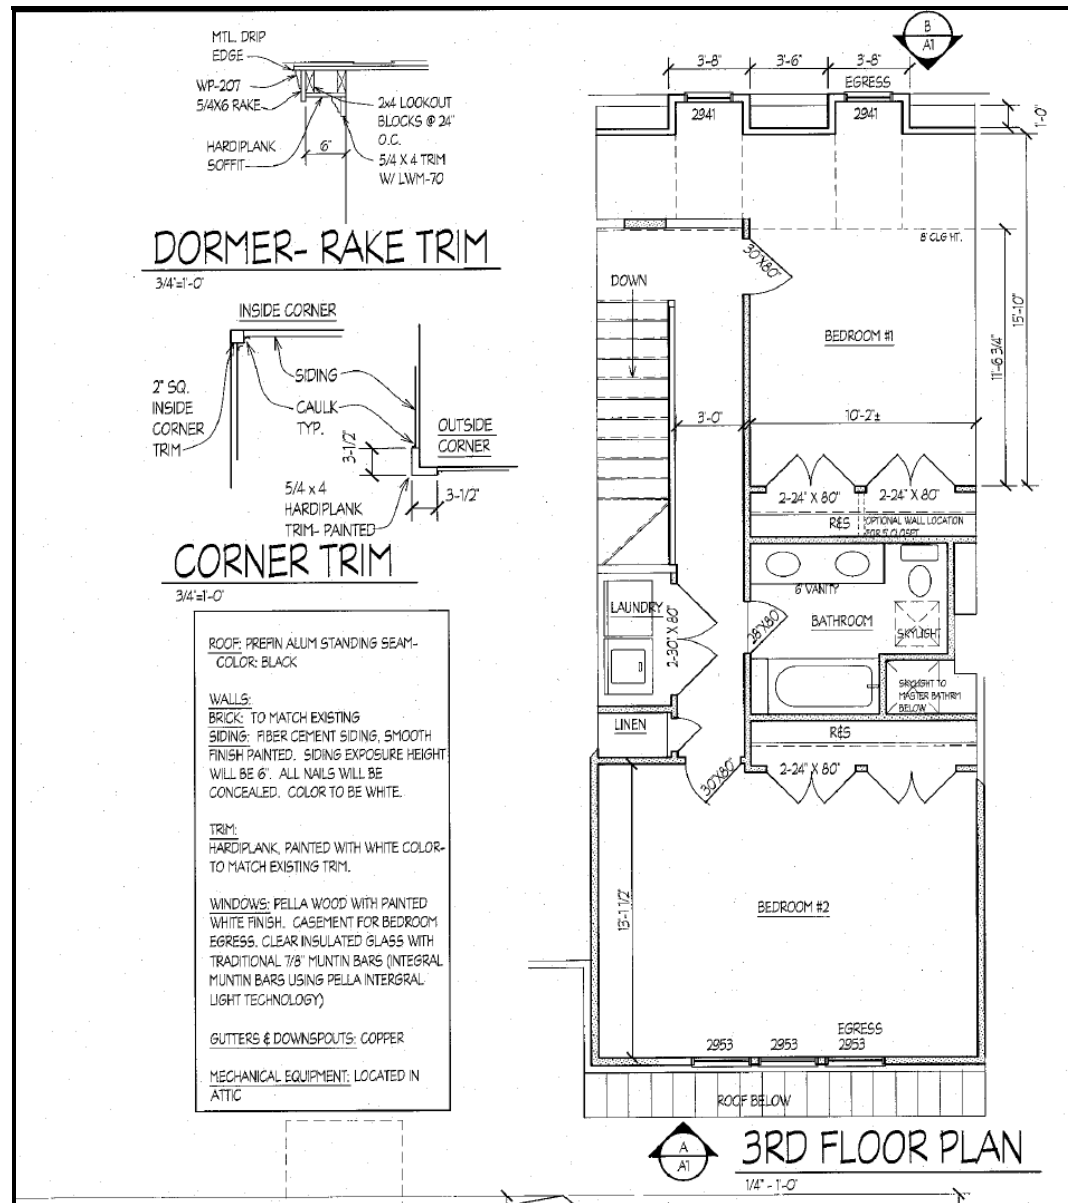 MTL. DRIP
EDGE
WP-207
5/4X6 RAKE
HARDIPLANK
SOFFIT
6"
2x4 LOOKOUT
BLOCKS @ 24"
O.C.
5/4 X 4 TRIM
W/ LWM-70
DORMER- RAKE TRIM
3/4"=1'-0"
INSIDE CORNER
2" SQ.
INSIDE
CORNER
TRIM
SIDING
CAULK
TYP.
OUTSIDE
CORNER
3-1/2"
3-1/2"
5/4 x 4
HARDIPLANK
TRIM- PAINTED
CORNER TRIM
3/4"=1'-0"
ROOF: PREFIN ALUM STANDING SEAM-
COLOR: BLACK
WALLS:
BRICK: TO MATCH EXISTING
SIDING: FIBER CEMENT SIDING, SMOOTH
FINISH PAINTED. SIDING EXPOSURE HEIGHT
WILL BE 6". ALL NAILS WILL BE
CONCEALED. COLOR TO BE WHITE.
TRIM:
HARDIPLANK, PAINTED WITH WHITE COLOR-
TO MATCH EXISTING TRIM.
WINDOWS: PELLA WOOD WITH PAINTED
WHITE FINISH. CASEMENT FOR BEDROOM
EGRESS. CLEAR INSULATED GLASS WITH
TRADITIONAL 7/8" MUNTIN BARS (INTEGRAL
MUNTIN BARS USING PELLA INTERGRAL
LIGHT TECHNOLOGY)
GUTTERS & DOWNSPOUTS: COPPER
MECHANICAL EQUIPMENT: LOCATED IN
ATTIC
B
A1
3'-8"
3'-6"
3'-8"
EGRESS
2941
2941
1'-0"
8' CLG HT.
30"X80"
DOWN
BEDROOM #1
15'-10"
11'-6 3/4"
3'-0"
10'-2"±
2-24" X 80"
2-24" X 80"
R&S
OPTIONAL WALL LOCATION
FOR 5' CLOSET
6' VANITY
LAUNDRY
2-30" X 80"
28"X80"
BATHROOM
SKYLIGHT
SKYLIGHT TO
MASTER BATHRM
BELOW
LINEN
R&S
30"X80"
2-24" X 80"
13'-1 1/2"
BEDROOM #2
EGRESS
2953
2953
2953
ROOF BELOW
A
A1
3RD FLOOR PLAN
1/4" - 1'-0"